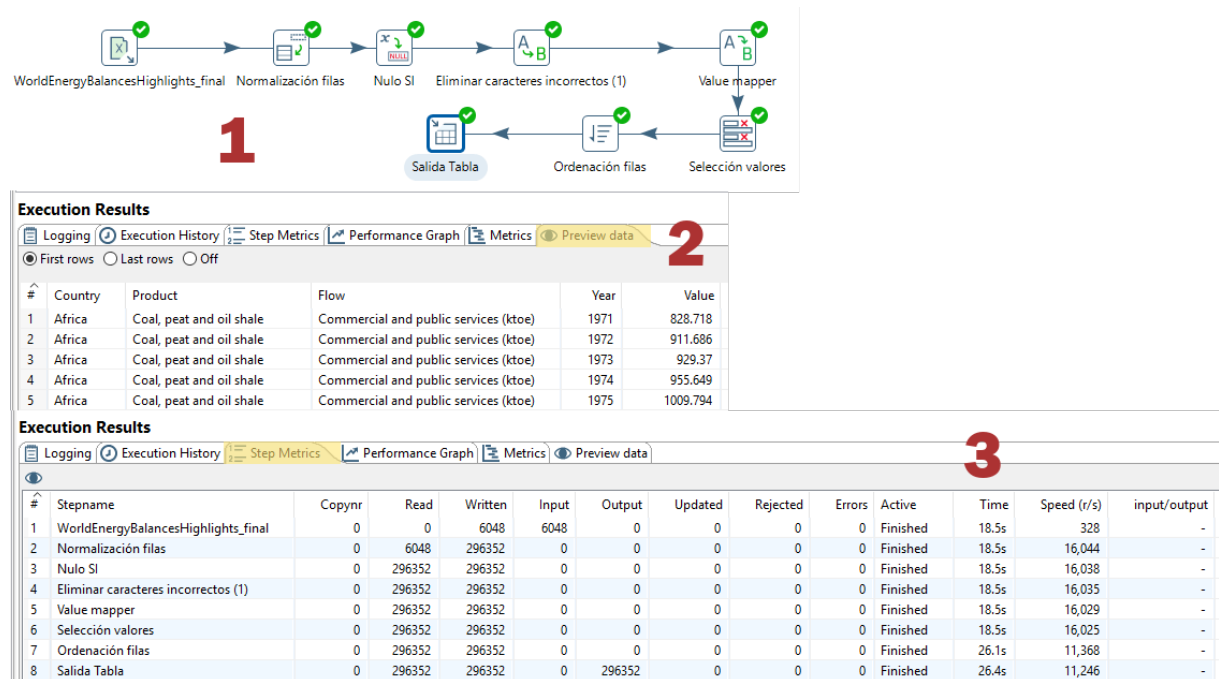 WorldEnergyBalancesHighlights_final Normalización filas Nulo SI Eliminar caracteres incorrectos (1) Value mapper
1
Salida Tabla Ordenación filas Selección valores
Execution Results
Logging Execution History Step Metrics Performance Graph Metrics Preview data
2
First rows Last rows Off
# Country Product Flow Year Value
1 Africa Coal, peat and oil shale Commercial and public services (ktoe) 1971 828.718
2 Africa Coal, peat and oil shale Commercial and public services (ktoe) 1972 911.686
3 Africa Coal, peat and oil shale Commercial and public services (ktoe) 1973 929.37
4 Africa Coal, peat and oil shale Commercial and public services (ktoe) 1974 955.649
5 Africa Coal, peat and oil shale Commercial and public services (ktoe) 1975 1009.794
Execution Results
Logging Execution History Step Metrics Performance Graph Metrics Preview data
3
# Stepname Copynr Read Written Input Output Updated Rejected Errors Active Time Speed (r/s) input/output
1 WorldEnergyBalancesHighlights_final 0 0 6048 6048 0 0 0 0 Finished 18.5s 328 -
2 Normalización filas 0 6048 296352 0 0 0 0 0 Finished 18.5s 16,044 -
3 Nulo SI 0 296352 296352 0 0 0 0 0 Finished 18.5s 16,038 -
4 Eliminar caracteres incorrectos (1) 0 296352 296352 0 0 0 0 0 Finished 18.5s 16,035 -
5 Value mapper 0 296352 296352 0 0 0 0 0 Finished 18.5s 16,029 -
6 Selección valores 0 296352 296352 0 0 0 0 0 Finished 18.5s 16,025 -
7 Ordenación filas 0 296352 296352 0 0 0 0 0 Finished 26.1s 11,368 -
8 Salida Tabla 0 296352 296352 0 296352 0 0 0 Finished 26.4s 11,246 -